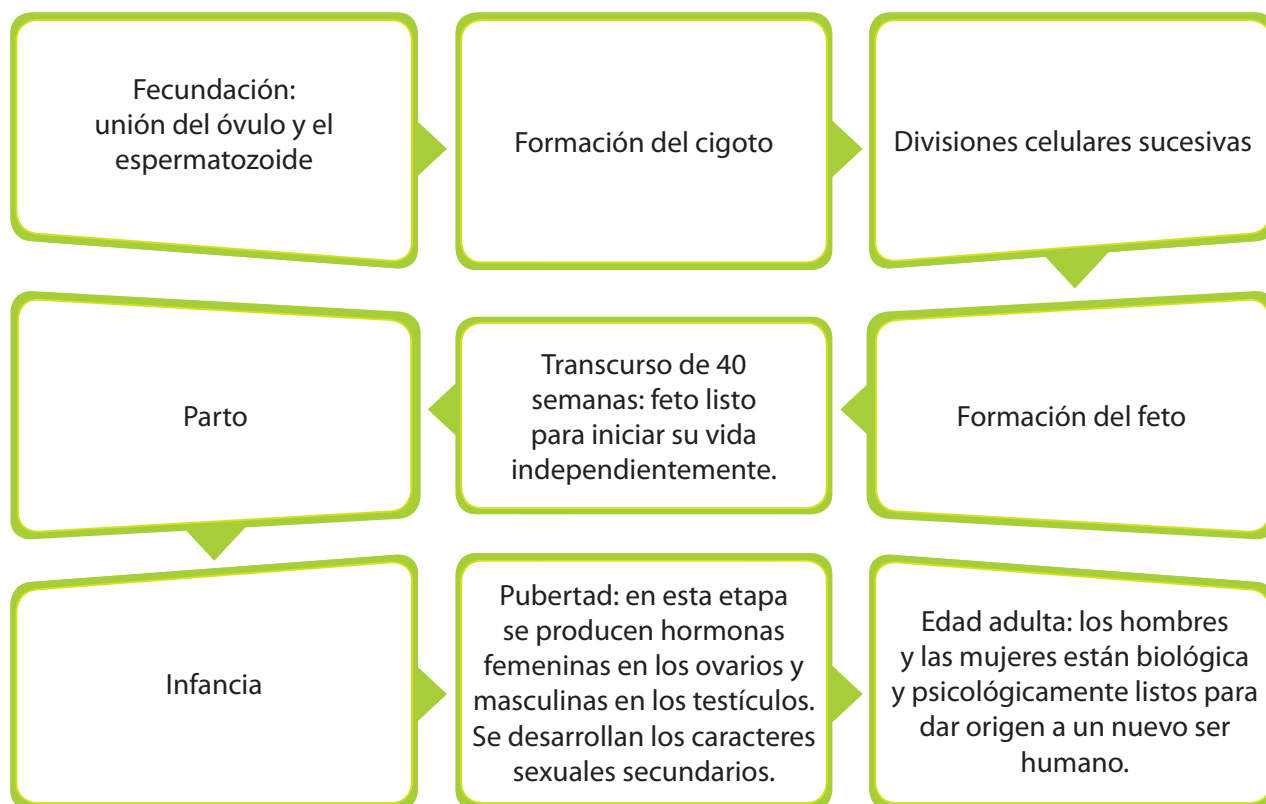 Fecundación:
unión del óvulo y el
espermatozoide
Formación del cigoto
Divisiones celulares sucesivas
Formación del feto
Transcurso de 40
semanas: feto listo
para iniciar su vida
independientemente.
Parto
Infancia
Pubertad: en esta etapa
se producen hormonas
femeninas en los ovarios y
masculinas en los testículos.
Se desarrollan los caracteres
sexuales secundarios.
Edad adulta: los hombres
y las mujeres están biológica
y psicológicamente listos para
dar origen a un nuevo ser
humano.